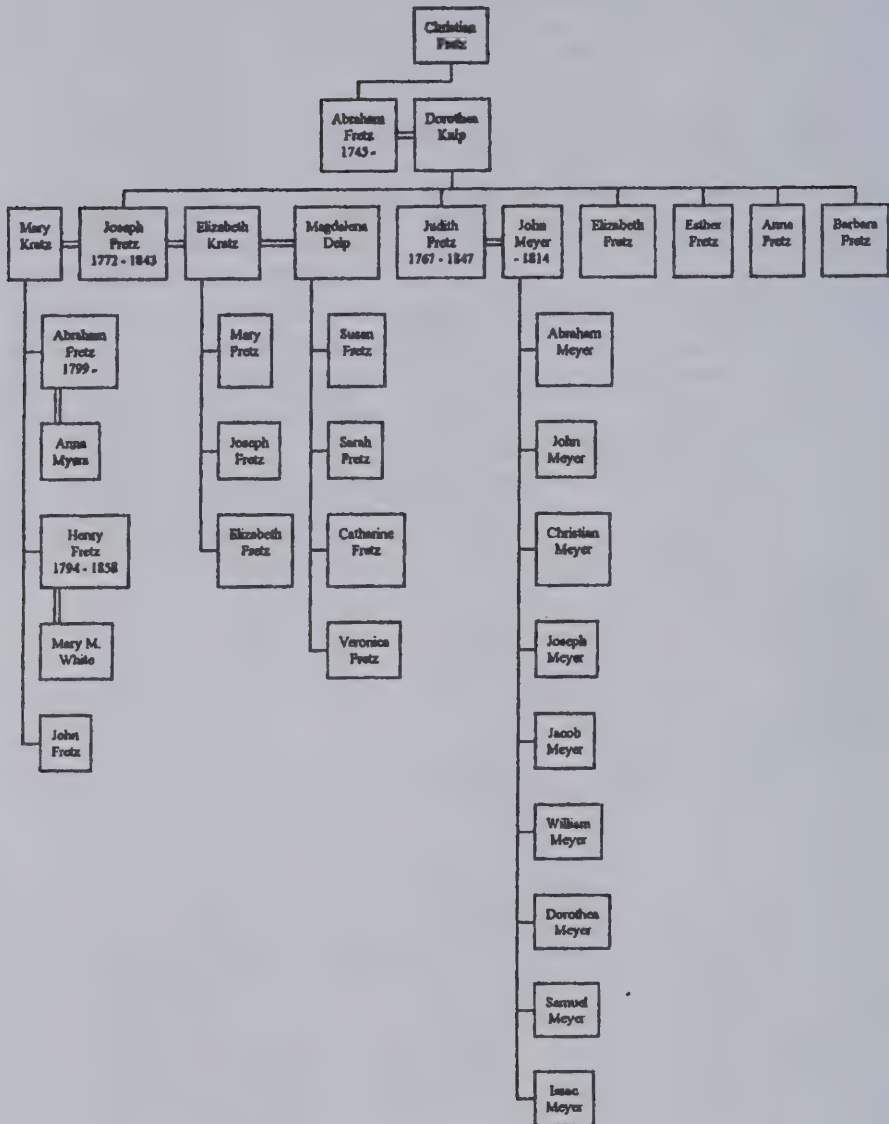 Christian
Fretz
Abraham
Fretz
1745 -
Dorothea
Kulp
Mary
Kratz
Joseph
Fretz
1772 - 1843
Elizabeth
Kratz
Magdalena
Delp
Judith
Fretz
1767 - 1847
John
Meyer
- 1814
Elizabeth
Fretz
Esther
Fretz
Anna
Fretz
Barbara
Fretz
Abraham
Fretz
1799 -
Anna
Myers
Henry
Fretz
1794 - 1858
Mary M.
White
John
Fretz
Mary
Fretz
Joseph
Fretz
Elizabeth
Fretz
Susan
Fretz
Sarah
Fretz
Catharine
Fretz
Veronica
Fretz
Abraham
Meyer
John
Meyer
Christian
Meyer
Joseph
Meyer
Jacob
Meyer
William
Meyer
Dorothea
Meyer
Samuel
Meyer
Isaac
Meyer